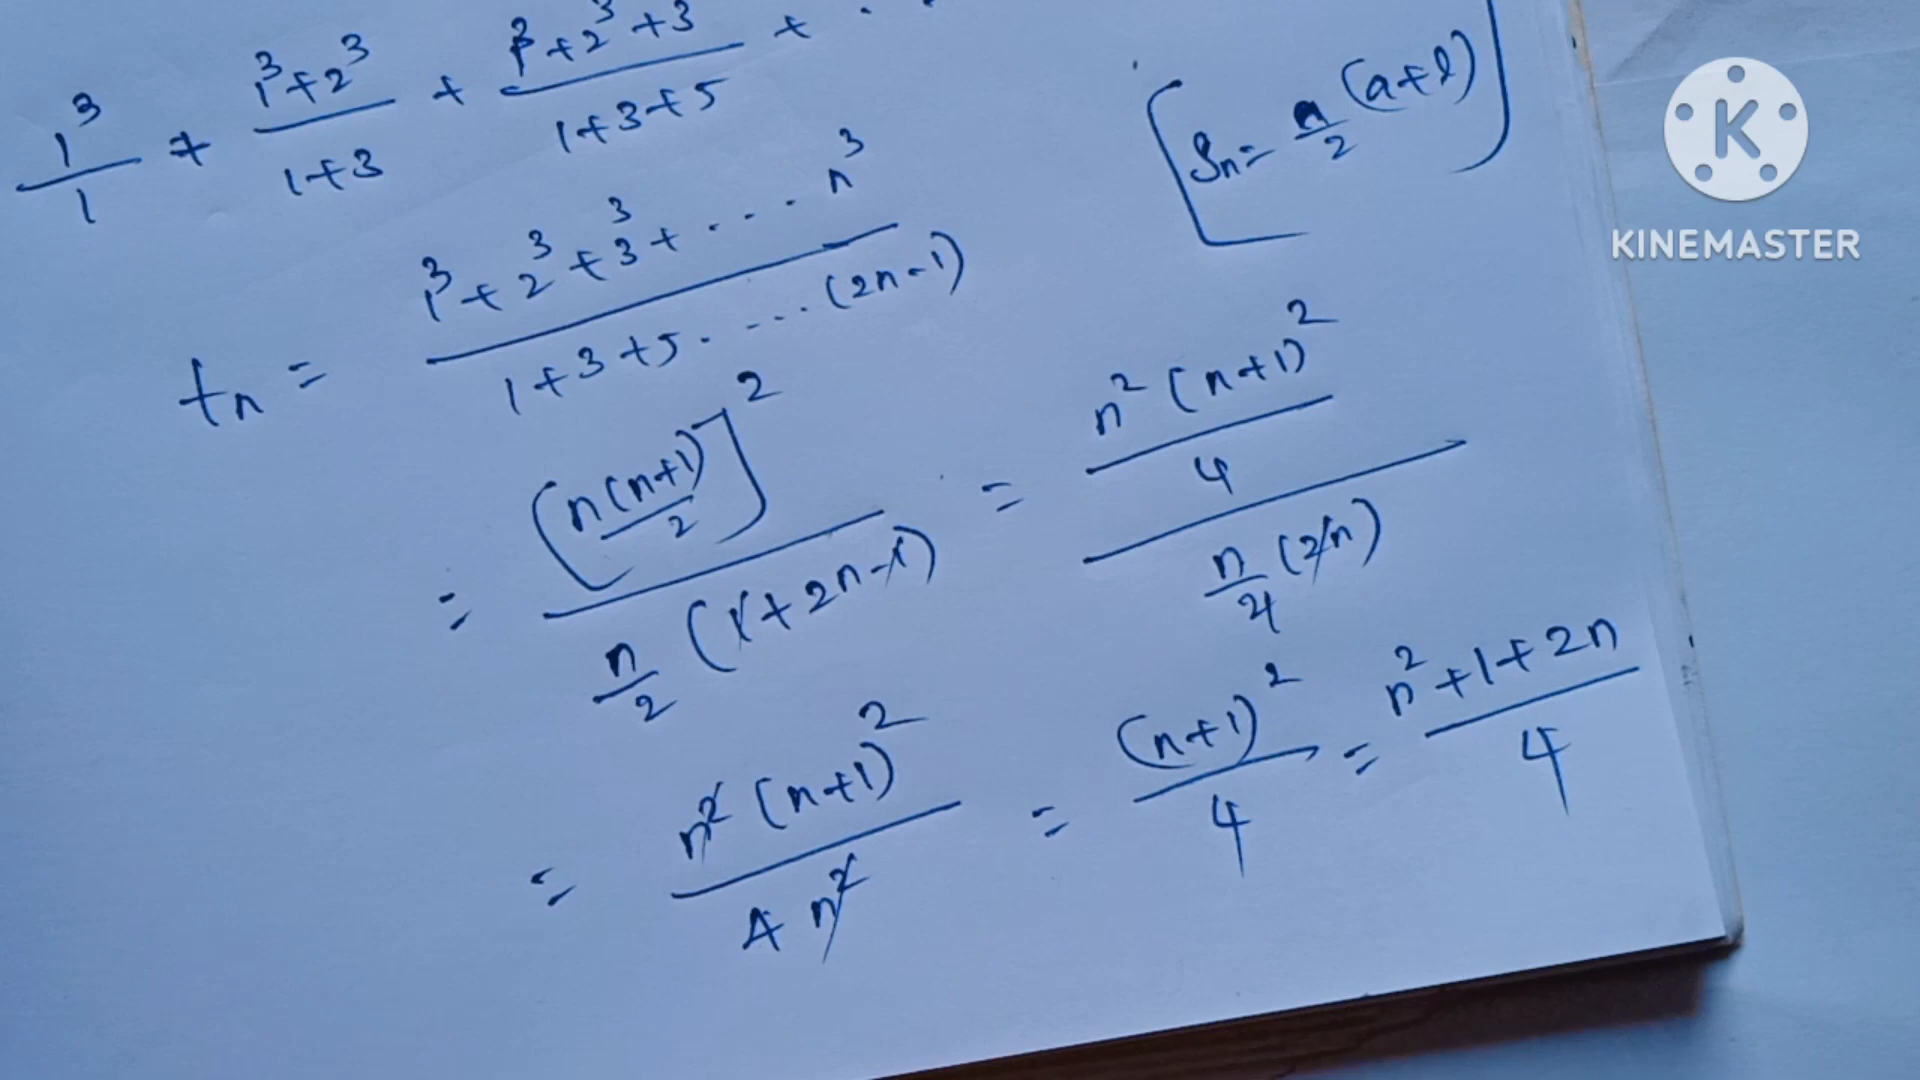 1³/1 + 1³+2³/1+3 + 1³+2³+3/1+3+5 + . .
[Sn = n/2 (a+l)]
tn = 1³+2³+3³+ .... n³/1+3+5. .... (2n-1)
= [n(n+1)/2]²/n/2 (1+2n-1) = n²(n+1)²/4/n/2 (2n)
= n²(n+1)²/4n² = (n+1)²/4 = n²+1+2n/4
K
KINEMASTER